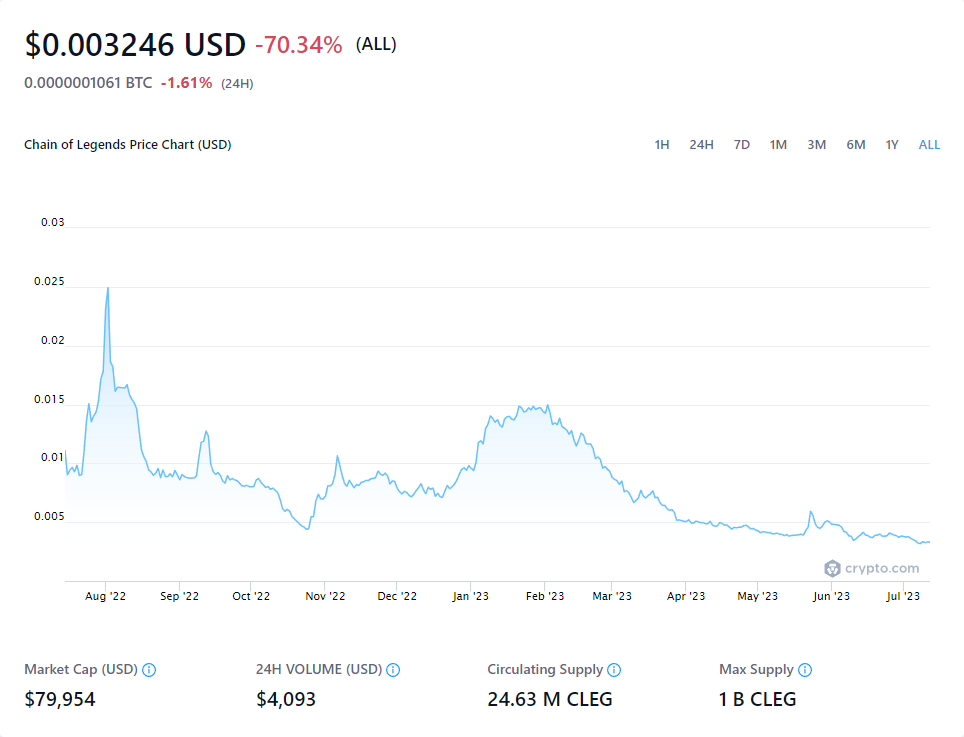 $0.003246 USD -70.34% (ALL)
0.0000001061 BTC -1.61% (24H)
Chain of Legends Price Chart (USD) 1H 24H 7D 1M 3M 6M 1Y ALL
0.03
0.025
0.02
0.015
0.01
0.005
crypto.com
Aug '22 Sep '22 Oct '22 Nov '22 Dec '22 Jan '23 Feb '23 Mar '23 Apr '23 May '23 Jun '23 Jul '23
Market Cap (USD) 24H VOLUME (USD) Circulating Supply Max Supply
$79,954 $4,093 24.63 M CLEG 1 B CLEG